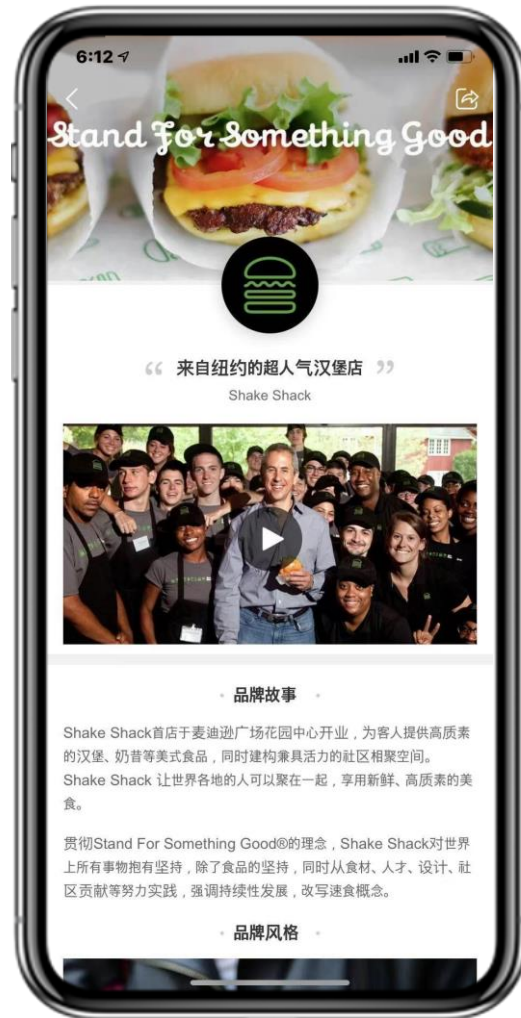 6:12
Stand For Something Good
“ 来自纽约的超人气汉堡店 ”
Shake Shack
· 品牌故事 ·
Shake Shack首店于麦迪逊广场花园中心开业，为客人提供高质素
的汉堡、奶昔等美式食品，同时建构兼具活力的社区相聚空间。
Shake Shack 让世界各地的人可以聚在一起，享用新鲜、高质素的美
食。
贯彻Stand For Something Good®的理念，Shake Shack对世界
上所有事物抱有坚持，除了食品的坚持，同时从食材、人才、设计、社
区贡献等努力实践，强调持续性发展，改写速食概念。
· 品牌风格 ·